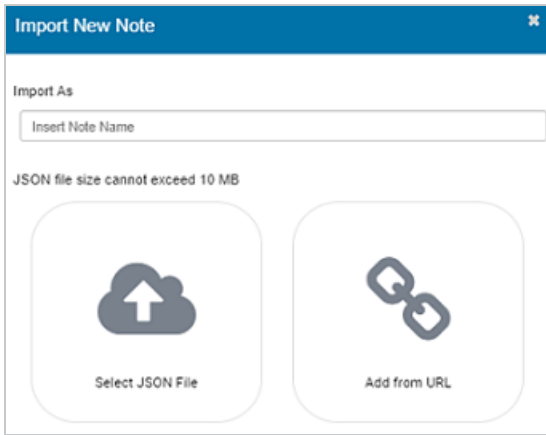 Import New Note
Import As
Insert Note Name
JSON file size cannot exceed 10 MB
Select JSON File
Add from URL